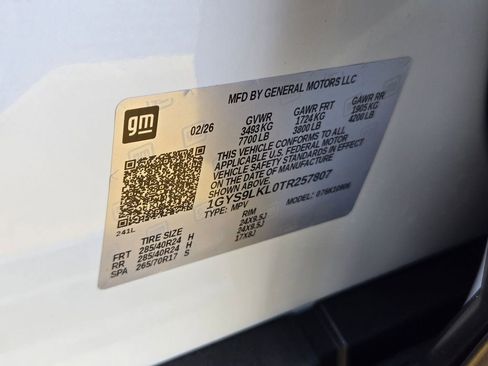 gm
MFD BY GENERAL MOTORS LLC
02/26
GVWR GAWR FRT GAWR RR
3493 KG 1724 KG 1905 KG
7700 LB 3800 LB 4200 LB
THIS VEHICLE CONFORMS TO ALL
APPLICABLE U.S. FEDERAL MOTOR
VEHICLE SAFETY STANDARDS IN
EFFECT ON THE DATE OF MANUFACTURE
SHOWN ABOVE.
1GYS9LKL0TR257807
TYPE: MPV MODEL:
241L
TIRE SIZE RIM
FRT 285/40R24 H 24X9.5J
RR 285/40R24 H 24X9.5J
SPA 265/70R17 S 17X8J